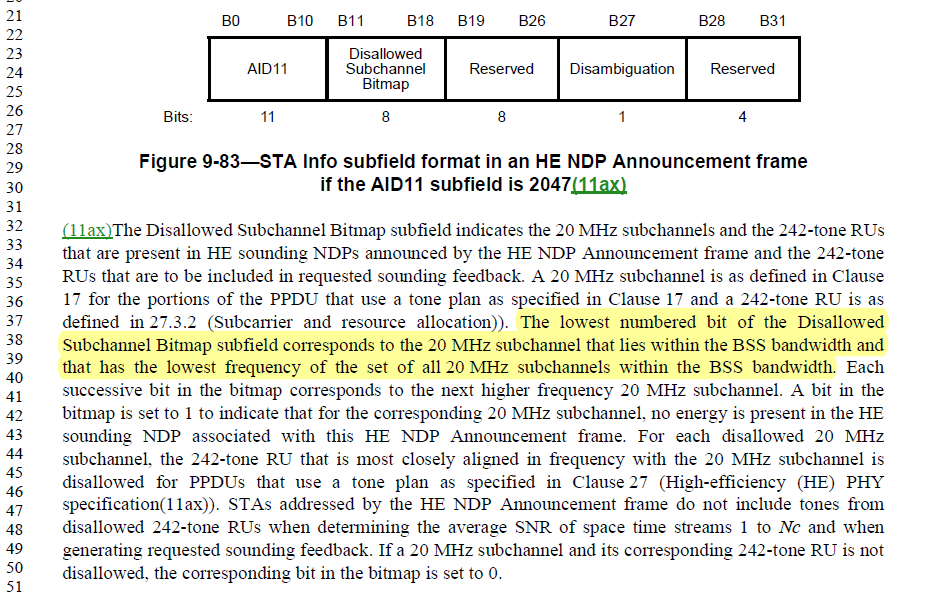 21 B0 B10 B11 B18 B19 B26 B27 B28 B31
22
23 Disallowed
24 AID11 Subchannel Reserved Disambiguation Reserved
25 Bitmap
26 Bits: 11 8 8 1 4
27
28
29 Figure 9-83—STA Info subfield format in an HE NDP Announcement frame
30 if the AID11 subfield is 2047(11ax)
31
32 (11ax)The Disallowed Subchannel Bitmap subfield indicates the 20 MHz subchannels and the 242-tone RUs
33 that are present in HE sounding NDPs announced by the HE NDP Announcement frame and the 242-tone
34 RUs that are to be included in requested sounding feedback. A 20 MHz subchannel is as defined in Clause
35
36 17 for the portions of the PPDU that use a tone plan as specified in Clause 17 and a 242-tone RU is as
37 defined in 27.3.2 (Subcarrier and resource allocation)). The lowest numbered bit of the Disallowed
38 Subchannel Bitmap subfield corresponds to the 20 MHz subchannel that lies within the BSS bandwidth and
39 that has the lowest frequency of the set of all 20 MHz subchannels within the BSS bandwidth. Each
40 successive bit in the bitmap corresponds to the next higher frequency 20 MHz subchannel. A bit in the
41
42 bitmap is set to 1 to indicate that for the corresponding 20 MHz subchannel, no energy is present in the HE
43 sounding NDP associated with this HE NDP Announcement frame. For each disallowed 20 MHz
44 subchannel, the 242-tone RU that is most closely aligned in frequency with the 20 MHz subchannel is
45 disallowed for PPDUs that use a tone plan as specified in Clause 27 (High-efficiency (HE) PHY
46 specification(11ax)). STAs addressed by the HE NDP Announcement frame do not include tones from
47
48 disallowed 242-tone RUs when determining the average SNR of space time streams 1 to Nc and when
49 generating requested sounding feedback. If a 20 MHz subchannel and its corresponding 242-tone RU is not
50 disallowed, the corresponding bit in the bitmap is set to 0.
51